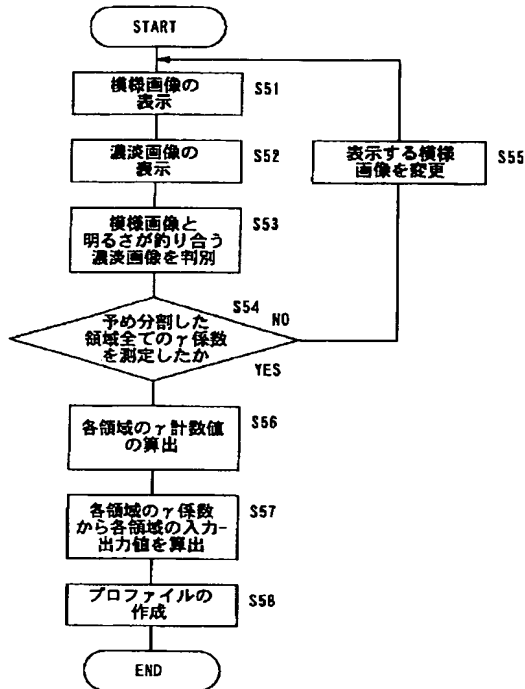 START
模様画像の
表示
S51
濃淡画像の
表示
S52
模様画像と
明るさが釣り合う
濃淡画像を判別
S53
予め分割した
領域全てのγ係数
を測定したか
S54
NO
YES
表示する模様
画像を変更
S55
各領域のγ計数値
の算出
S56
各領域のγ係数
から各領域の入力-
出力値を算出
S57
プロファイルの
作成
S58
END